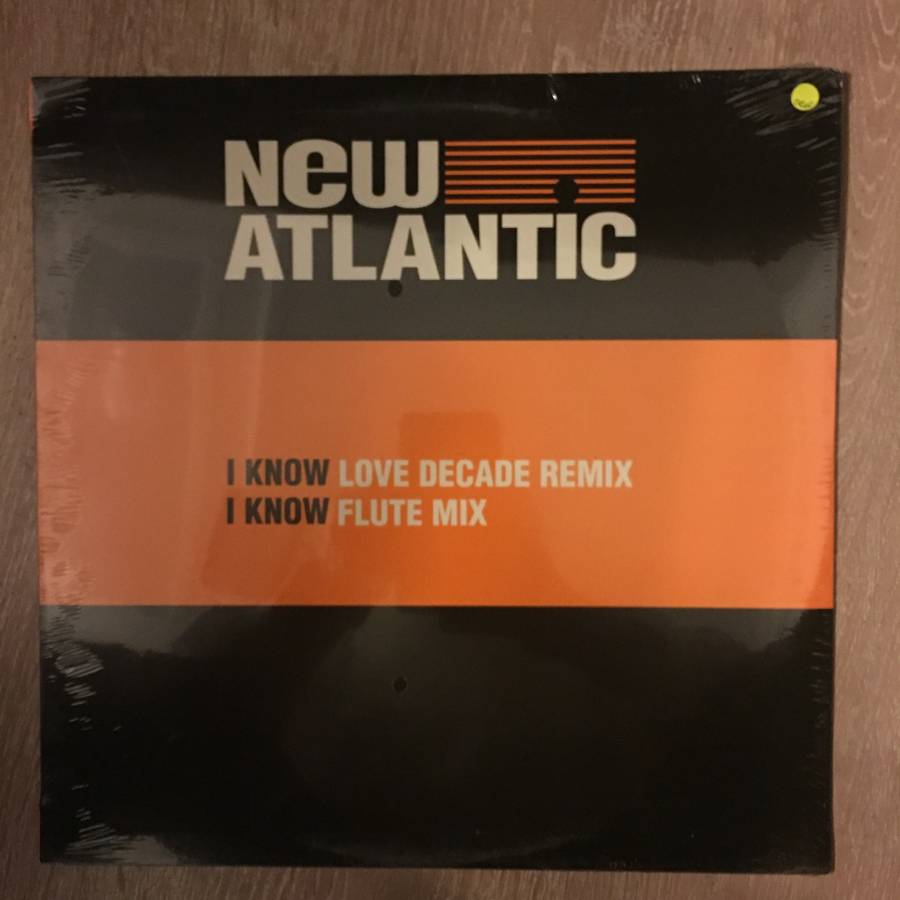 New
ATLANTIC
I KNOW LOVE DECADE REMIX
I KNOW FLUTE MIX